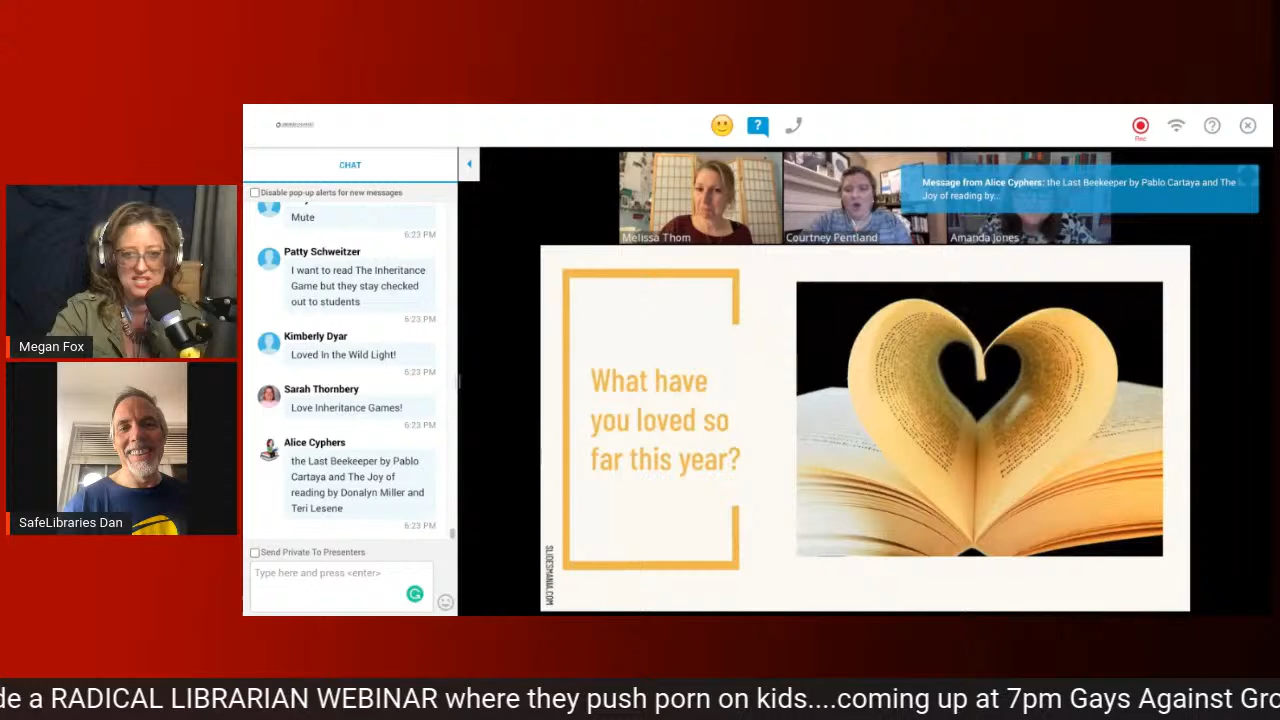 CHAT
Disable pop-up alerts for new messages
Mute
6:23 PM
Patty Schweitzer
I want to read The Inheritance
Game but they stay checked
out to students
6:23 PM
Kimberly Dyar
Loved In the Wild Light!
6:23 PM
Sarah Thornbery
Love Inheritance Games!
6:23 PM
Alice Cyphers
the Last Beekeeper by Pablo
Cartaya and The Joy of
reading by Donalyn Miller and
Teri Lesene
6:23 PM
Send Private To Presenters
Type here and press <enter>
?
Rec
?
Message from Alice Cyphers: the Last Beekeeper by Pablo Cartaya and The
Joy of reading by...
Melissa Thom
Courtney Pentland
Amanda Jones
What have
you loved so
far this year?
SLIDESMANIA.COM
Megan Fox
SafeLibraries Dan
de a RADICAL LIBRARIAN WEBINAR where they push porn on kids....coming up at 7pm Gays Against Gro